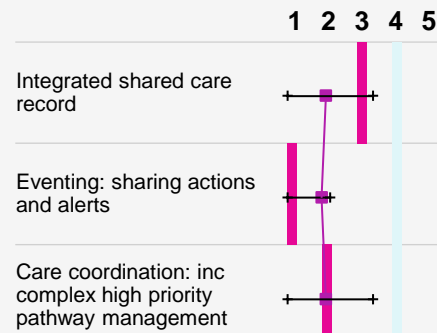 1 2 3 4 5
Integrated shared care
record
Eventing: sharing actions
and alerts
Care coordination: inc
complex high priority
pathway management